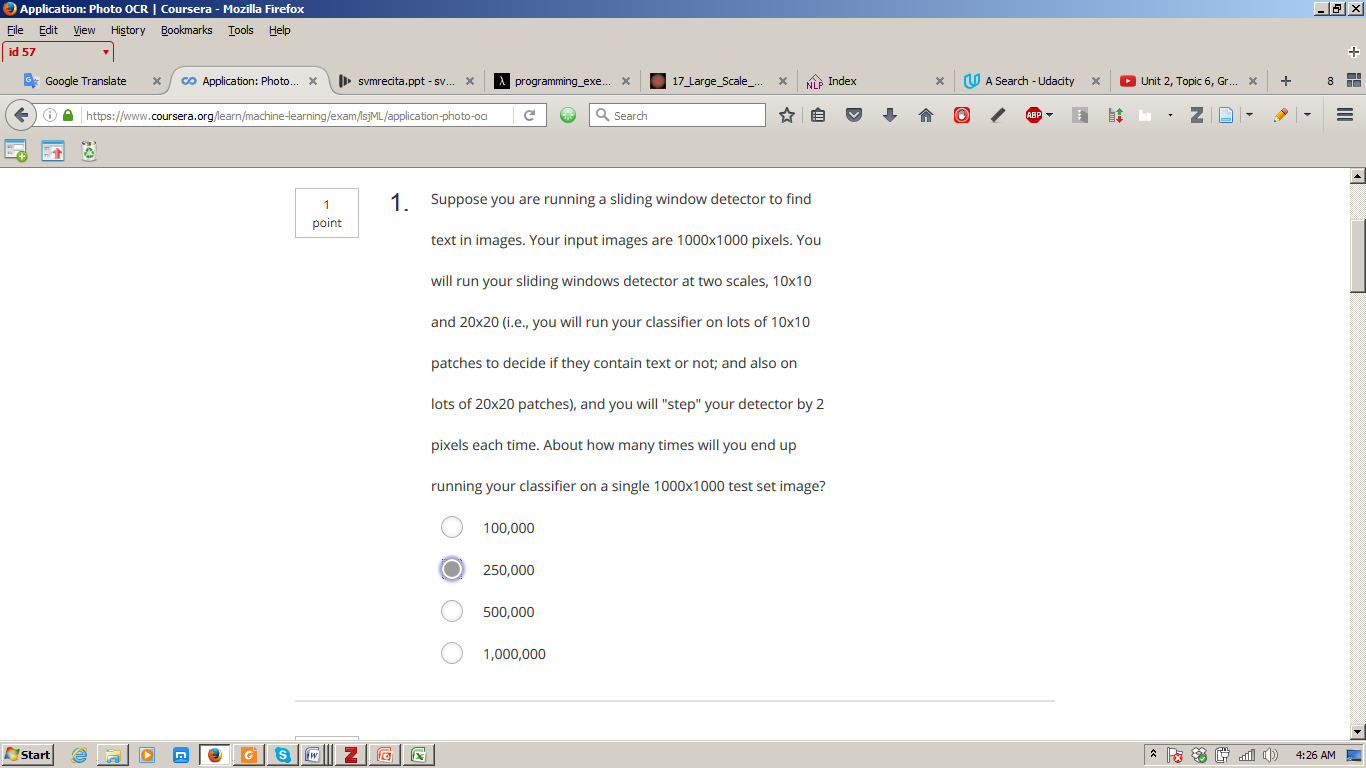 Application: Photo OCR | Coursera - Mozilla Firefox
File Edit View History Bookmarks Tools Help
id 57
Google Translate
Application: Photo...
svmrecita.ppt - sv...
programming_exe...
17_Large_Scale_...
NLP Index
A Search - Udacity
Unit 2, Topic 6, Gr...
8
https://www.coursera.org/learn/machine-learning/exam/lsjML/application-photo-ocr
Search
ABP
Z
1
point
1.
Suppose you are running a sliding window detector to find
text in images. Your input images are 1000x1000 pixels. You
will run your sliding windows detector at two scales, 10x10
and 20x20 (i.e., you will run your classifier on lots of 10x10
patches to decide if they contain text or not; and also on
lots of 20x20 patches), and you will "step" your detector by 2
pixels each time. About how many times will you end up
running your classifier on a single 1000x1000 test set image?
100,000
250,000
500,000
1,000,000
Start
4:26 AM